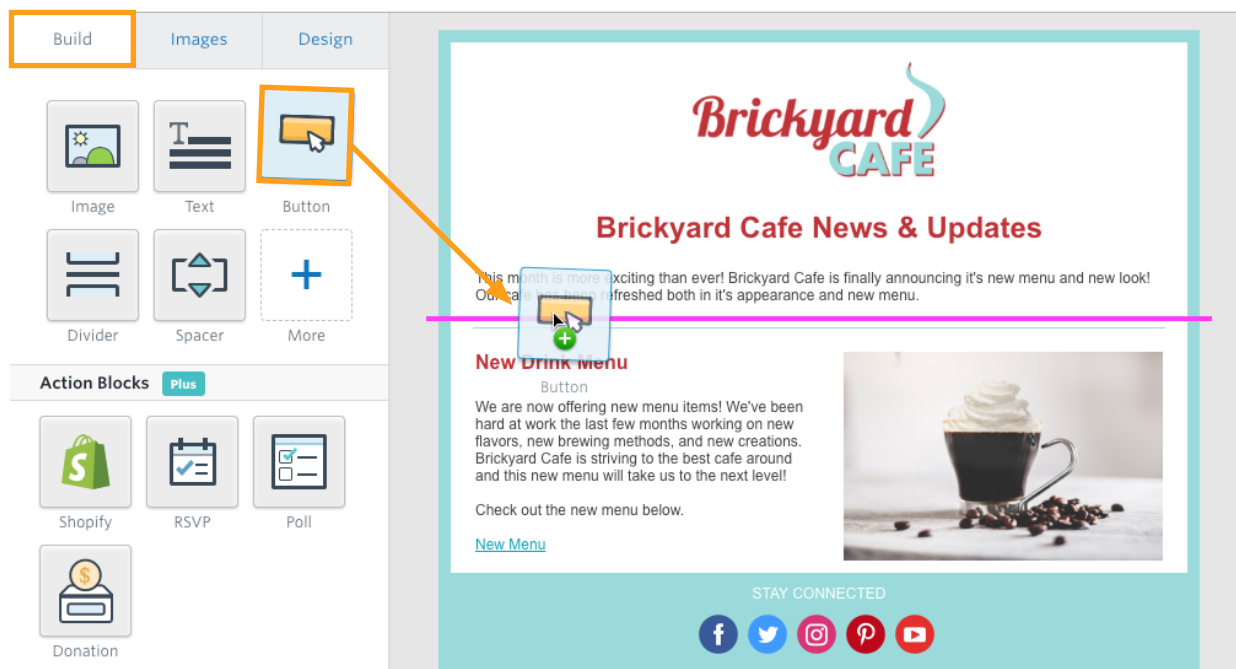 Build
Images
Design
Image
Text
Button
Divider
Spacer
More
Action Blocks Plus
Shopify
RSVP
Poll
Donation
Brickyard
CAFE
Brickyard Cafe News & Updates
This month is more exciting than ever! Brickyard Cafe is finally announcing it's new menu and new look!
Our cafe has been refreshed both in it's appearance and new menu.
New Drink Menu
Button
We are now offering new menu items! We've been
hard at work the last few months working on new
flavors, new brewing methods, and new creations.
Brickyard Cafe is striving to the best cafe around
and this new menu will take us to the next level!
Check out the new menu below.
New Menu
STAY CONNECTED